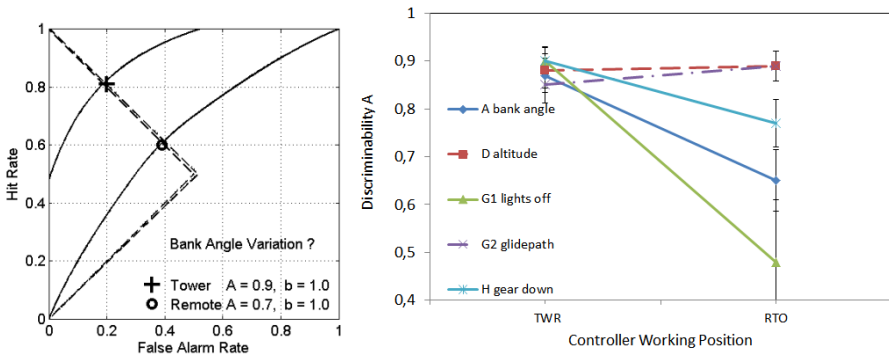 1
0.8
0.6
0.4
0.2
0
Hit Rate
Bank Angle Variation ?
Tower A = 0.9, b = 1.0
Remote A = 0.7, b = 1.0
0 0.2 0.4 0.6 0.8 1
False Alarm Rate
1
0,9
0,8
0,7
0,6
0,5
0,4
Discriminability A
A bank angle
D altitude
G1 lights off
G2 glidepath
H gear down
TWR RTO
Controller Working Position